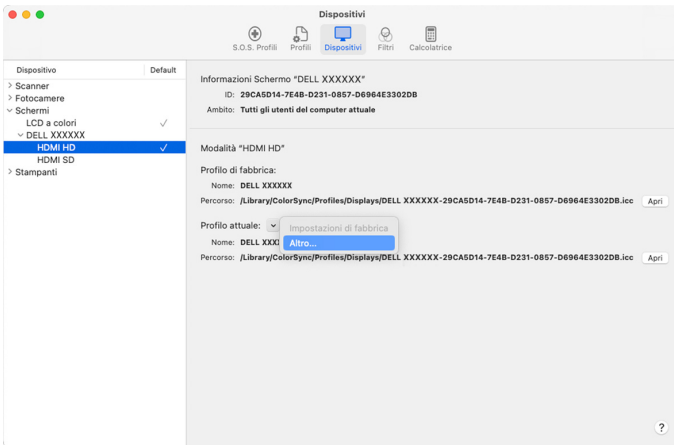 Dispositivi
S.O.S. Profili
Profili
Dispositivi
Filtri
Calcolatrice
Dispositivo
Default
Scanner
Fotocamere
Schermi
LCD a colori
DELL XXXXXX
HDMI HD
HDMI SD
Stampanti
Informazioni Schermo "DELL XXXXXX"
ID: 29CA5D14-7E4B-D231-0857-D6964E3302DB
Ambito: Tutti gli utenti del computer attuale
Modalità "HDMI HD"
Profilo di fabbrica:
Nome: DELL XXXXXX
Percorso: /Library/ColorSync/Profiles/Displays/DELL XXXXXX-29CA5D14-7E4B-D231-0857-D6964E3302DB.icc Apri
Profilo attuale:
Impostazioni di fabbrica
Altro...
Nome: DELL XXX
Percorso: /Library/ColorSync/Profiles/Displays/DELL XXXXXX-29CA5D14-7E4B-D231-0857-D6964E3302DB.icc Apri
?